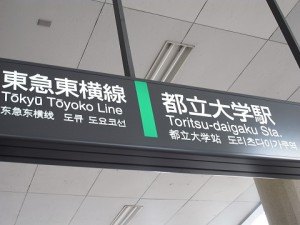 東急東横線
Tōkyū Tōyoko Line
东急东横线 도큐 도요코선
都立大学駅
Toritsu-daigaku Sta.
都立大学站 도리츠다이가쿠역